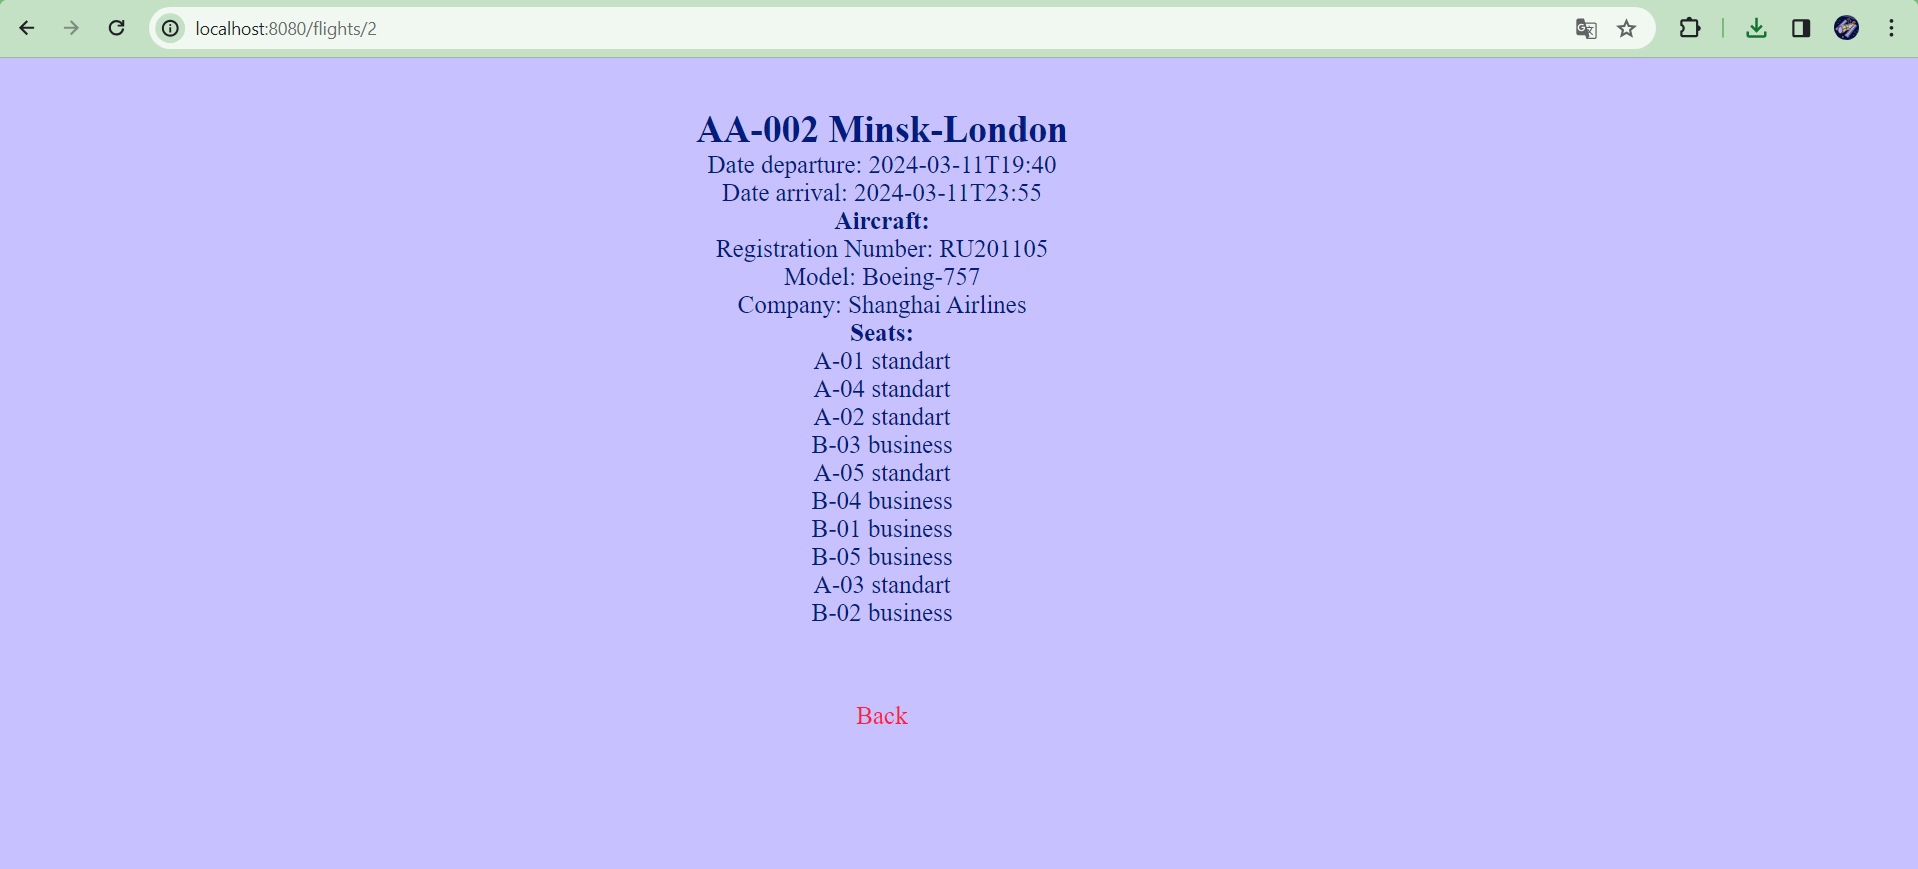 localhost:8080/flights/2
AA-002 Minsk-London
Date departure: 2024-03-11T19:40
Date arrival: 2024-03-11T23:55
Aircraft:
Registration Number: RU201105
Model: Boeing-757
Company: Shanghai Airlines
Seats:
A-01 standart
A-04 standart
A-02 standart
B-03 business
A-05 standart
B-04 business
B-01 business
B-05 business
A-03 standart
B-02 business
Back